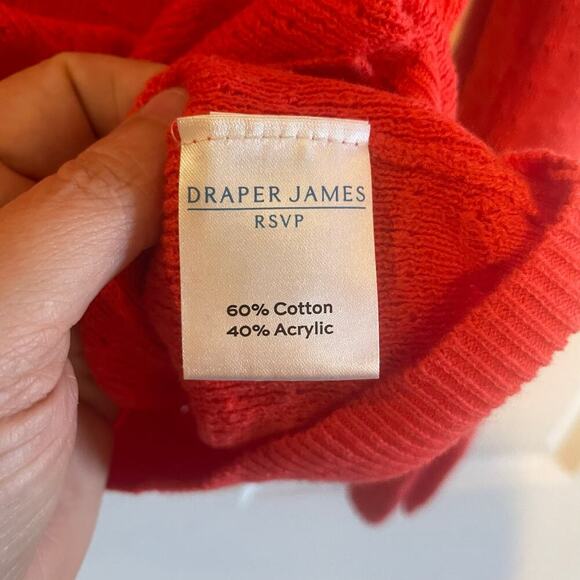 DRAPER JAMES
RSVP
60% Cotton
40% Acrylic